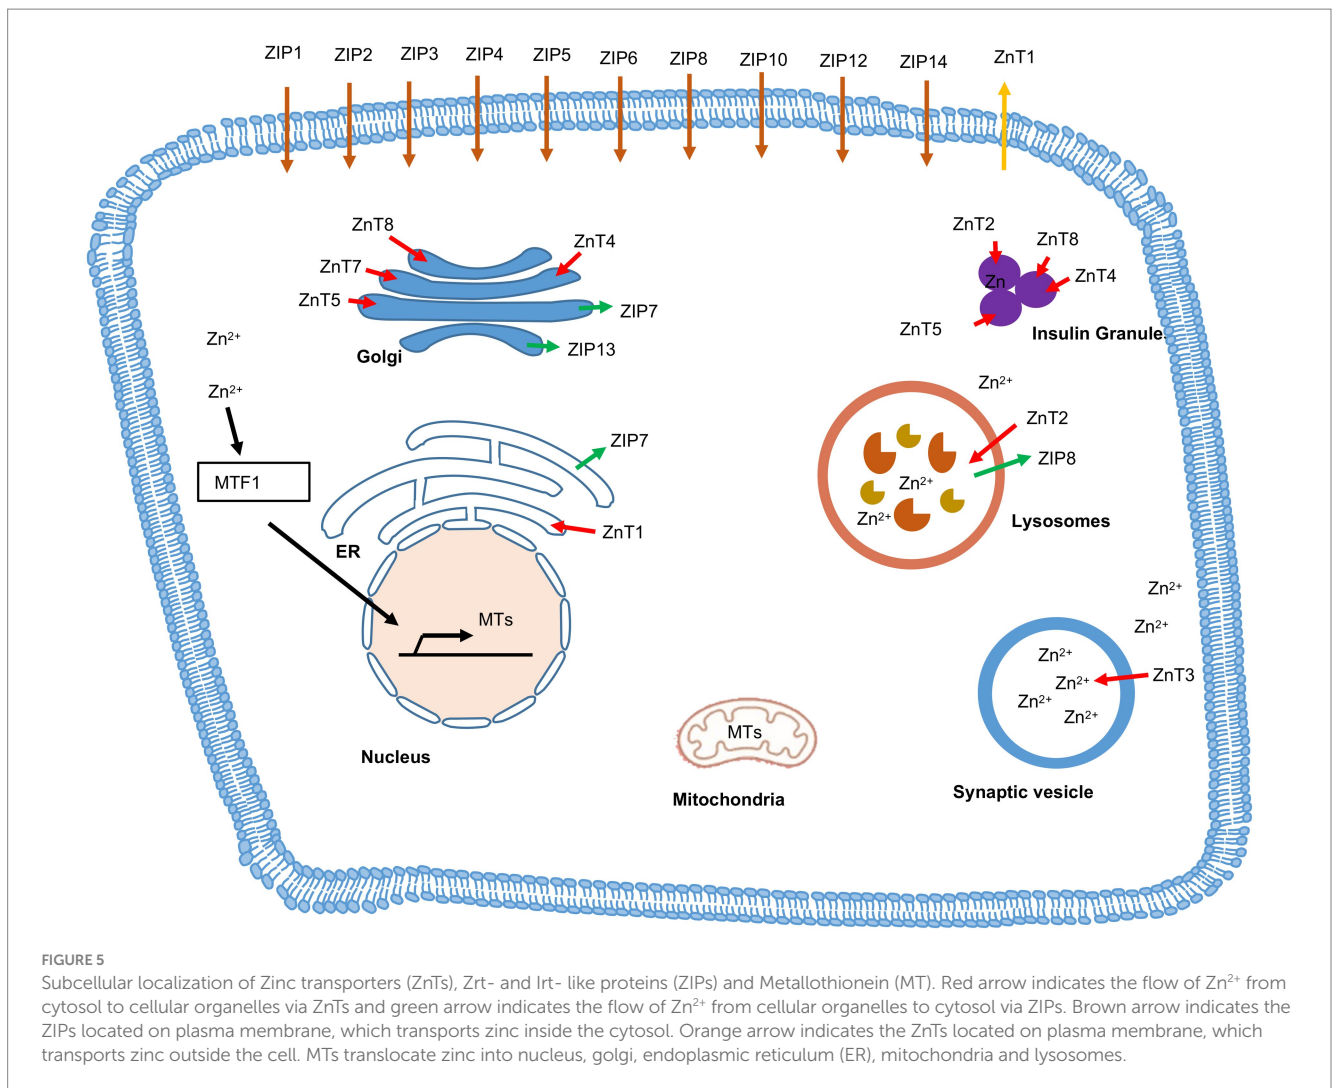 ZIP1 ZIP2 ZIP3 ZIP4 ZIP5 ZIP6 ZIP8 ZIP10 ZIP12 ZIP14 ZnT1
ZnT8
ZnT4
ZnT7
ZnT5
ZIP7
ZIP13
Golgi
ZnT2
ZnT8
Zn
ZnT4
ZnT5
Insulin Granule.
Zn²⁺
Zn²⁺
MTF1
ZIP7
ZnT1
ER
MTs
Nucleus
Zn²⁺
ZnT2
ZIP8
Zn²⁺
Zn²⁺
Lysosomes
Zn²⁺
Zn²⁺
Zn²⁺
Zn²⁺
ZnT3
Zn²⁺
Zn²⁺
Synaptic vesicle
MTs
Mitochondria
FIGURE 5
Subcellular localization of Zinc transporters (ZnTs), Zrt- and Irt- like proteins (ZIPs) and Metallothionein (MT). Red arrow indicates the flow of Zn²⁺ from
cytosol to cellular organelles via ZnTs and green arrow indicates the flow of Zn²⁺ from cellular organelles to cytosol via ZIPs. Brown arrow indicates the
ZIPs located on plasma membrane, which transports zinc inside the cytosol. Orange arrow indicates the ZnTs located on plasma membrane, which
transports zinc outside the cell. MTs translocate zinc into nucleus, golgi, endoplasmic reticulum (ER), mitochondria and lysosomes.